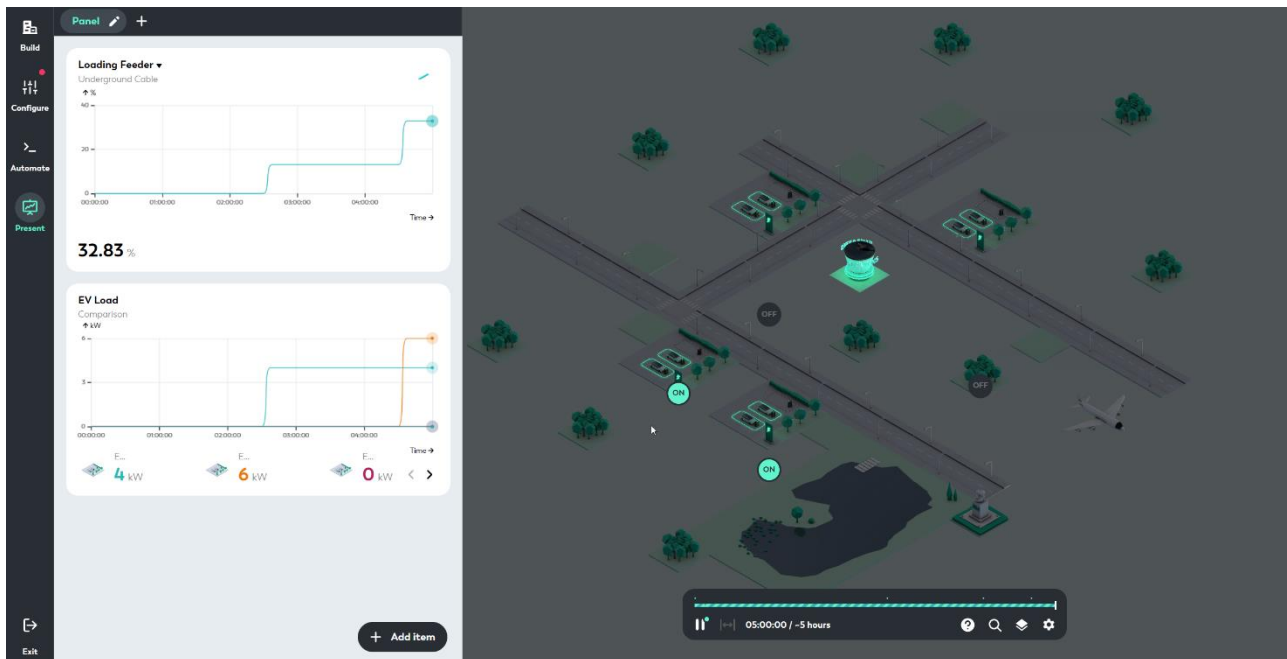 Build
Configure
Automate
Present
Exit
Panel
Loading Feeder
Underground Cable
↑ %
40
20
0
00:00:00 01:00:00 02:00:00 03:00:00 04:00:00
Time →
32.83 %
EV Load
Comparison
↑ kW
6
3
0
00:00:00 01:00:00 02:00:00 03:00:00 04:00:00
Time →
E... E... E...
4 kW 6 kW 0 kW
+ Add item
OFF
OFF
ON
ON
05:00:00 / ~5 hours